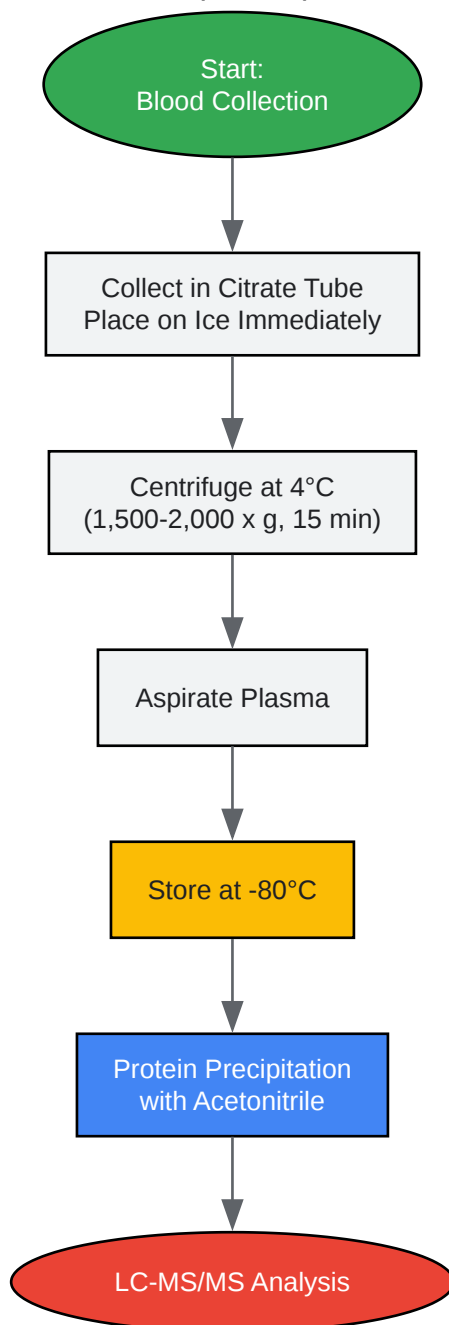 Start:
Blood Collection
Collect in Citrate Tube
Place on Ice Immediately
Centrifuge at 4°C
(1,500-2,000 x g, 15 min)
Aspirate Plasma
Store at -80°C
Protein Precipitation
with Acetonitrile
LC-MS/MS Analysis